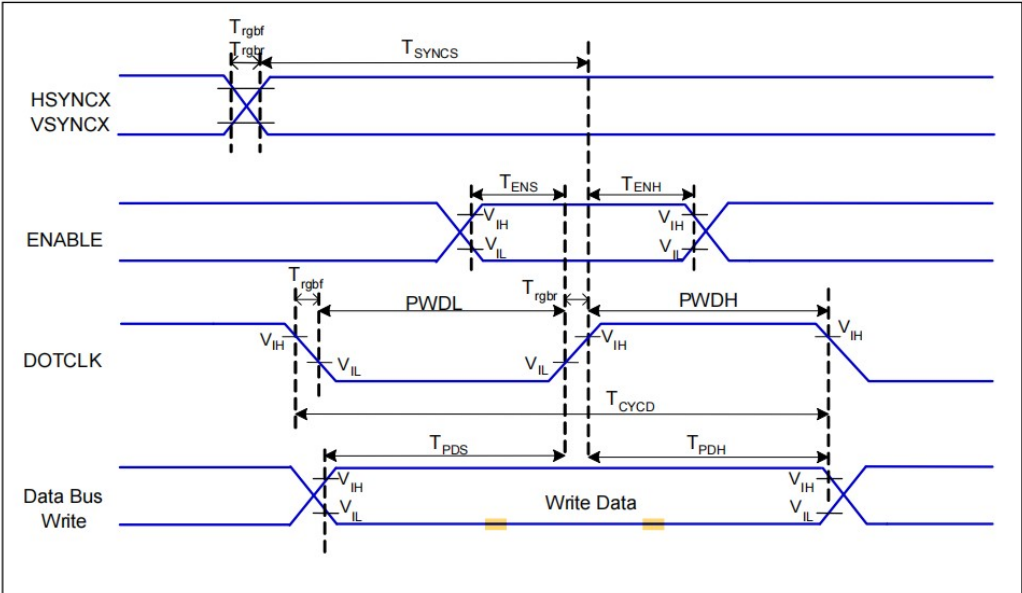 Trgbf
Trgbr
TSYNCS
HSYNCX
VSYNCX
TENS
TENH
VIH
VIH
ENABLE
VIL
VIL
Trgbf
Trgbr
PWDL
PWDH
VIH
VIH
VIH
DOTCLK
VIL
VIL
TCYCD
TPDS
TPDH
VIH
VIH
Data Bus
Write
Write Data
VIL
VIL